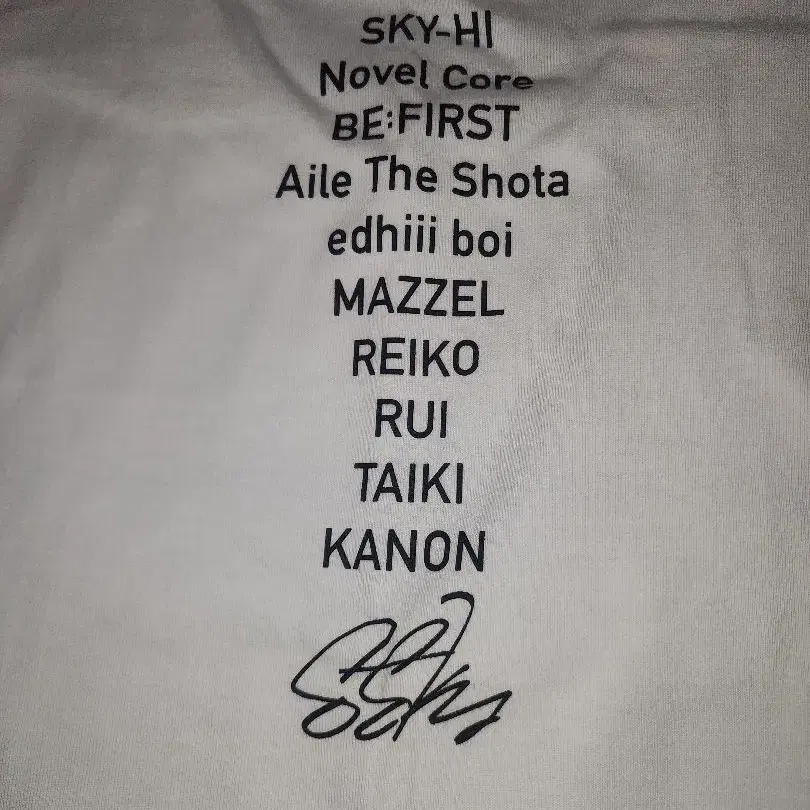 SKY-HI
Novel Core
BE:FIRST
Aile The Shota
edhiii boi
MAZZEL
REIKO
RUI
TAIKI
KANON